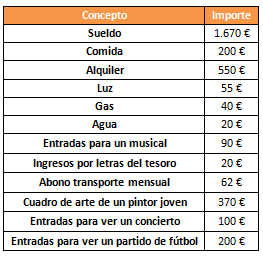 Concepto Importe
Sueldo 1.670 €
Comida 200 €
Alquiler 550 €
Luz 55 €
Gas 40 €
Agua 20 €
Entradas para un musical 90 €
Ingresos por letras del tesoro 20 €
Abono transporte mensual 62 €
Cuadro de arte de un pintor joven 370 €
Entradas para ver un concierto 100 €
Entradas para ver un partido de fútbol 200 €